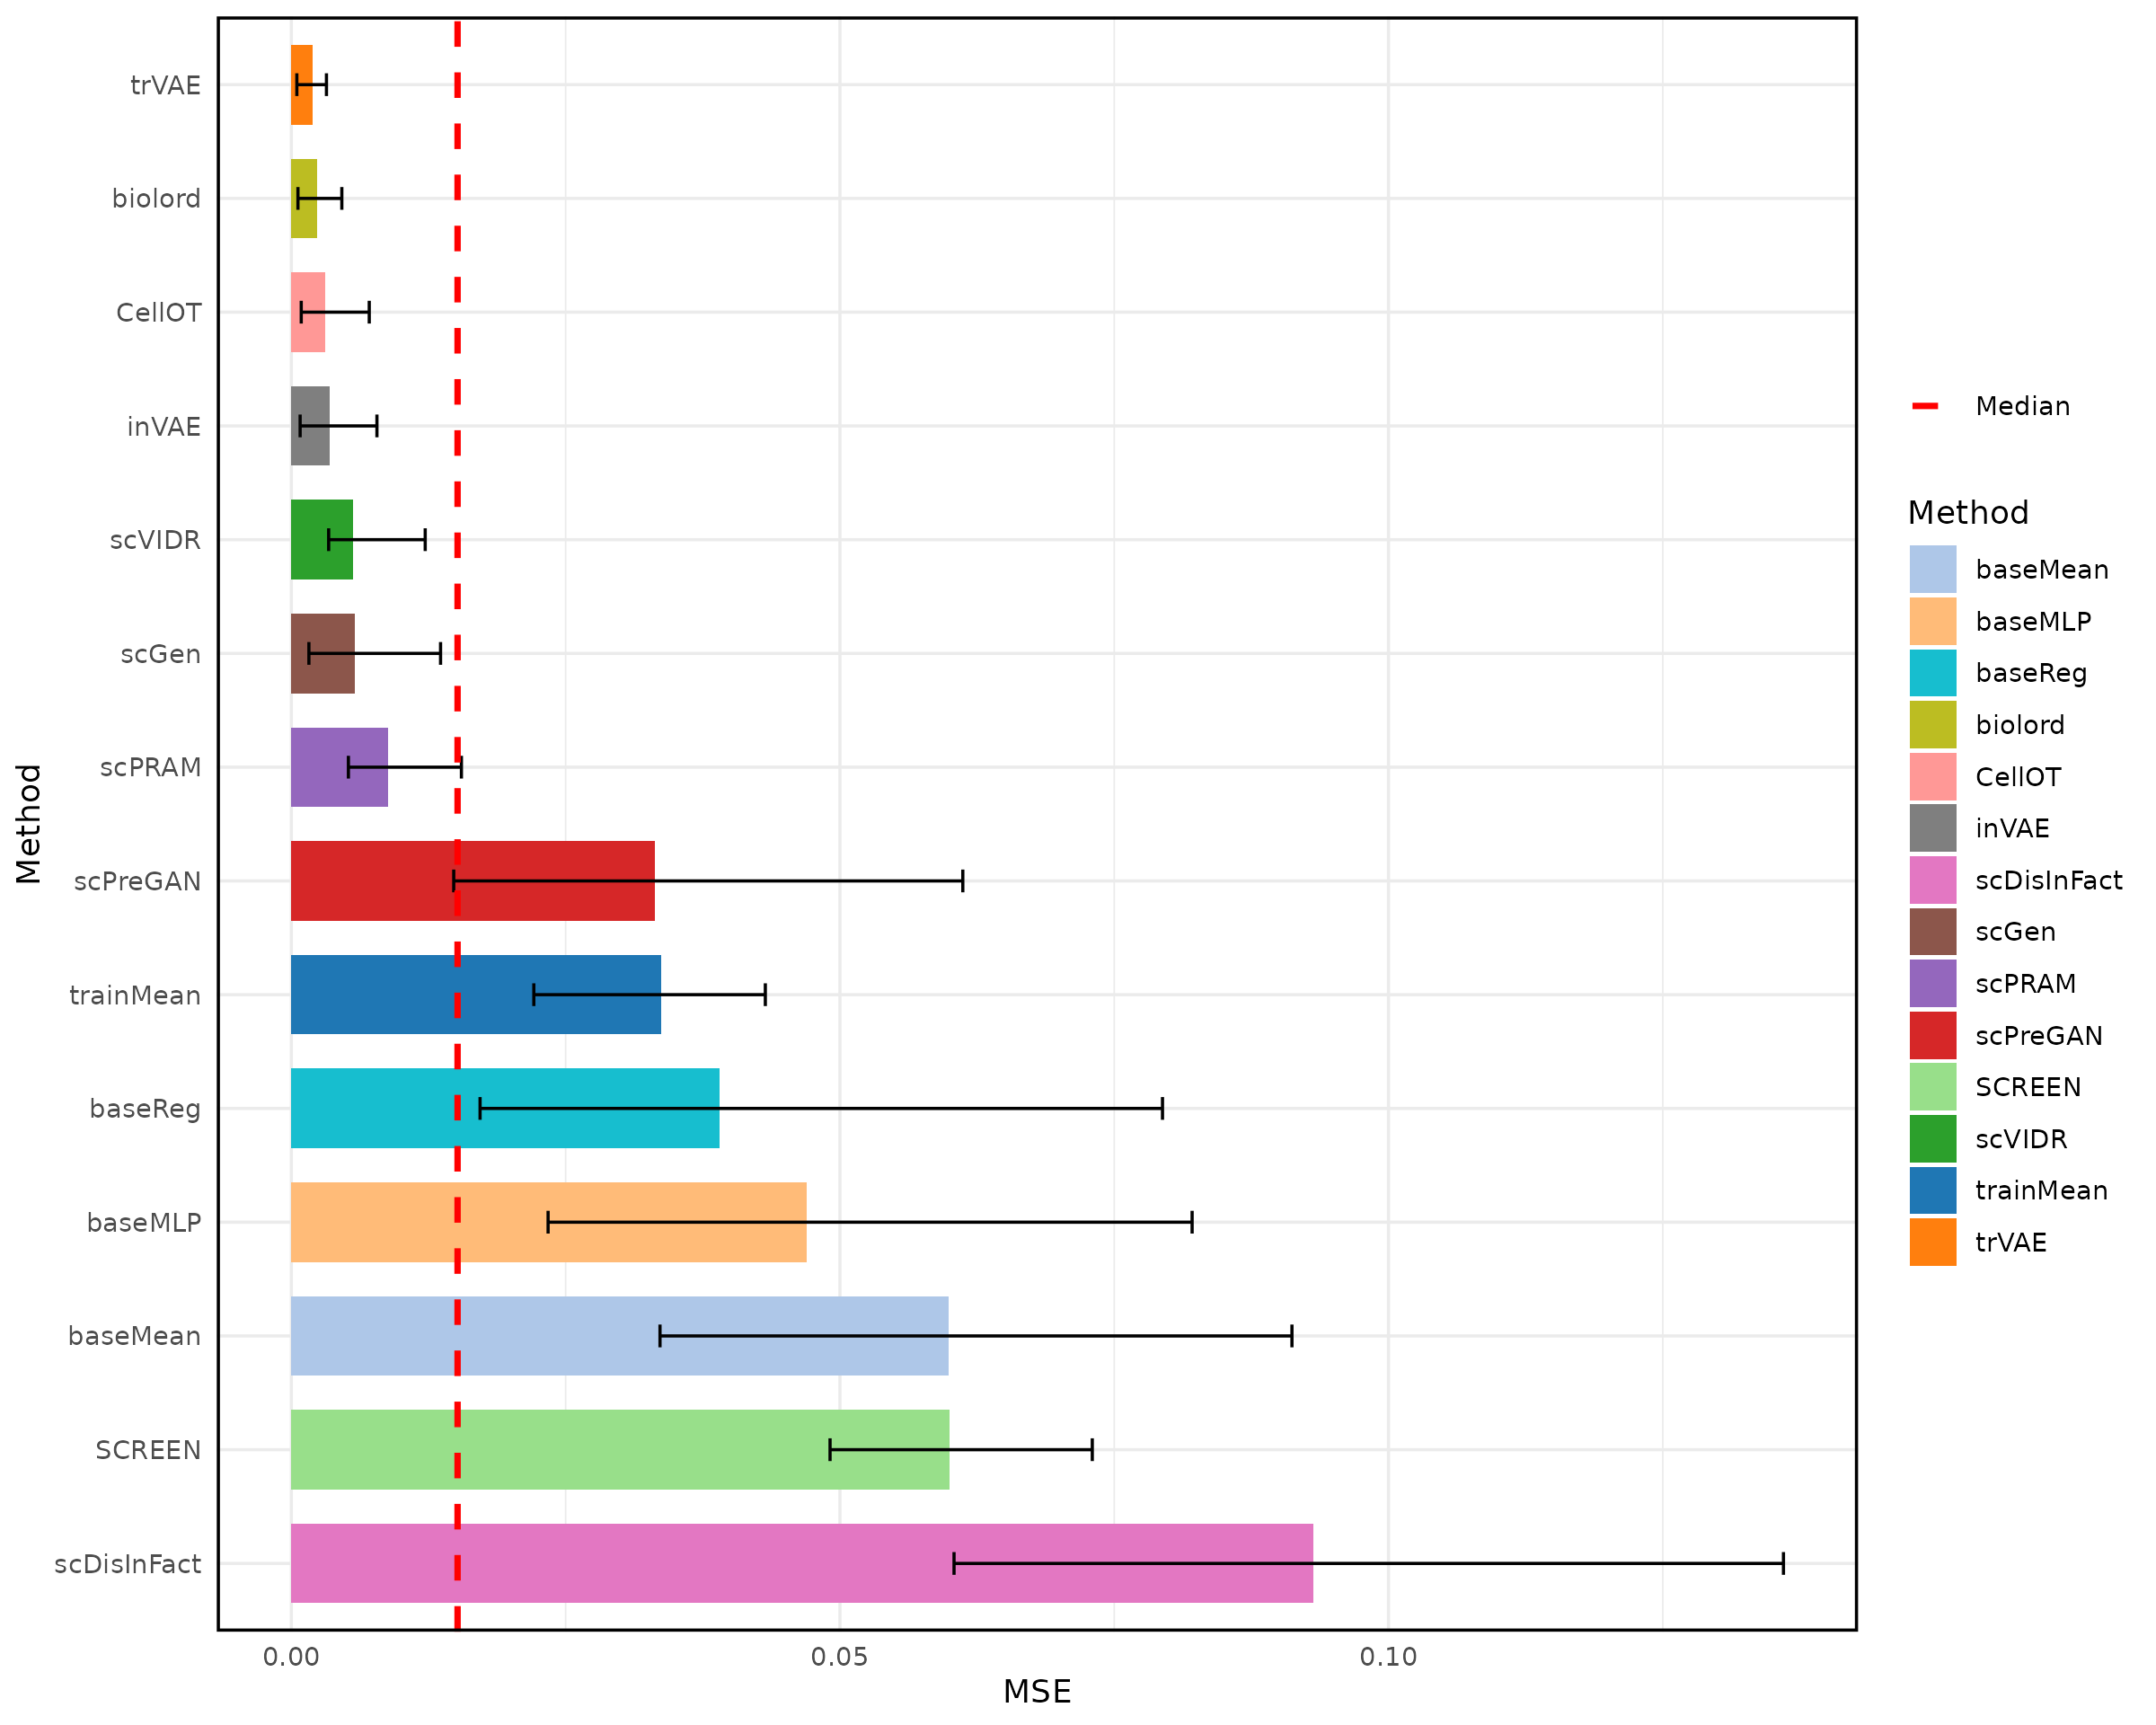 Method
trVAE
biolord
CellOT
inVAE
scVIDR
scGen
scPRAM
scPreGAN
trainMean
baseReg
baseMLP
baseMean
SCREEN
scDisInFact
0.00 0.05 0.10
MSE
Median
Method
baseMean
baseMLP
baseReg
biolord
CellOT
inVAE
scDisInFact
scGen
scPRAM
scPreGAN
SCREEN
scVIDR
trainMean
trVAE